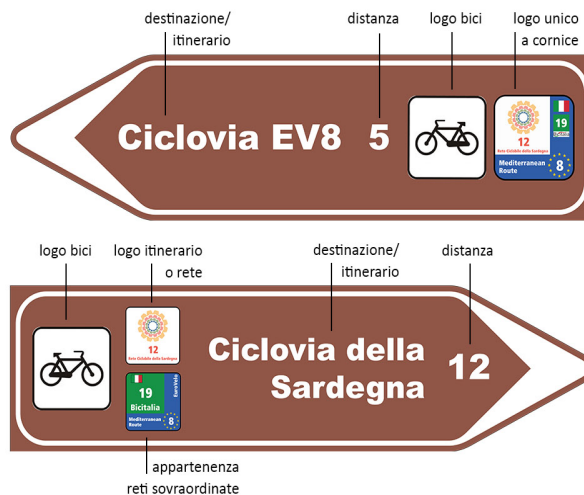 destinazione/
itinerario
distanza
logo bici
logo unico
a cornice
Ciclovia EV8 5
12
Rete Ciclabile della Sardegna
19
Mediterranean
Route
8
logo bici
logo itinerario
o rete
destinazione/
itinerario
distanza
12
Rete Ciclabile della Sardegna
19
Bicitalia
EuroVelo
Mediterranean
Route
8
Ciclovia della
Sardegna
12
appartenenza
reti sovraordinate